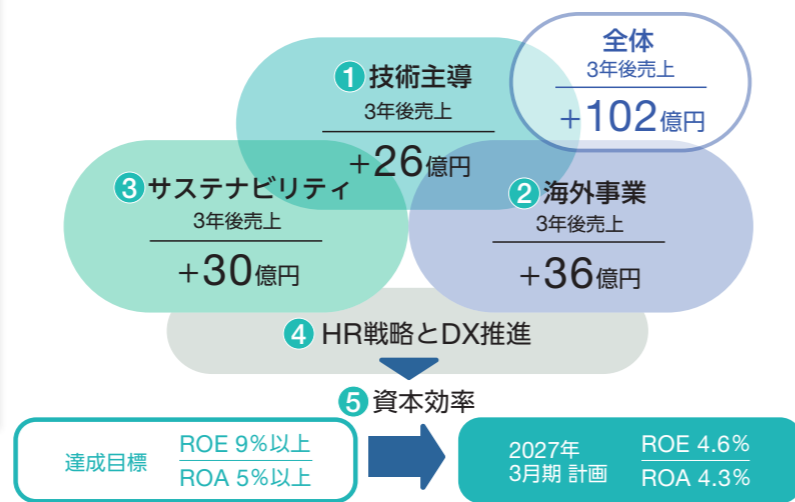 全体
3年後売上
+102億円
①技術主導
3年後売上
+26億円
③サステナビリティ
3年後売上
+30億円
②海外事業
3年後売上
+36億円
④HR戦略とDX推進
⑤資本効率
達成目標
ROE 9%以上
ROA 5%以上
2027年
3月期 計画
ROE 4.6%
ROA 4.3%